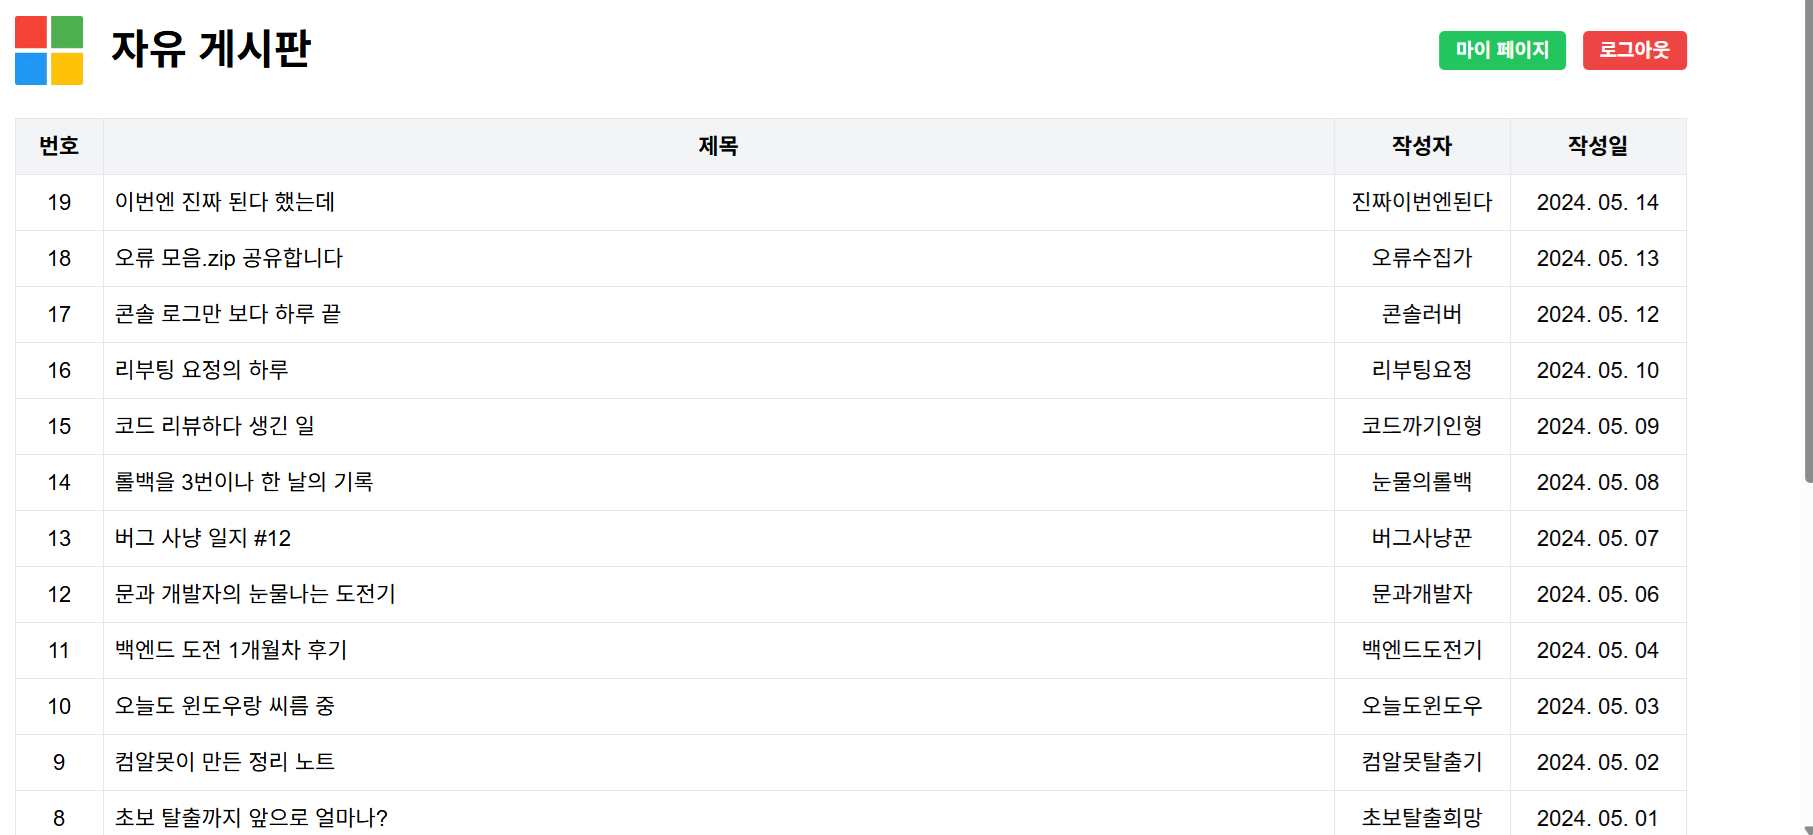 자유 게시판
마이 페이지 로그아웃
번호 제목 작성자 작성일
19 이번엔 진짜 된다 했는데 진짜이번엔된다 2024. 05. 14
18 오류 모음.zip 공유합니다 오류수집가 2024. 05. 13
17 콘솔 로그만 보다 하루 끝 콘솔러버 2024. 05. 12
16 리부팅 요정의 하루 리부팅요정 2024. 05. 10
15 코드 리뷰하다 생긴 일 코드까기인형 2024. 05. 09
14 롤백을 3번이나 한 날의 기록 눈물의롤백 2024. 05. 08
13 버그 사냥 일지 #12 버그사냥꾼 2024. 05. 07
12 문과 개발자의 눈물나는 도전기 문과개발자 2024. 05. 06
11 백엔드 도전 1개월차 후기 백엔드도전기 2024. 05. 04
10 오늘도 윈도우랑 씨름 중 오늘도윈도우 2024. 05. 03
9 컴알못이 만든 정리 노트 컴알못탈출기 2024. 05. 02
8 초보 탈출까지 앞으로 얼마나? 초보탈출희망 2024. 05. 01